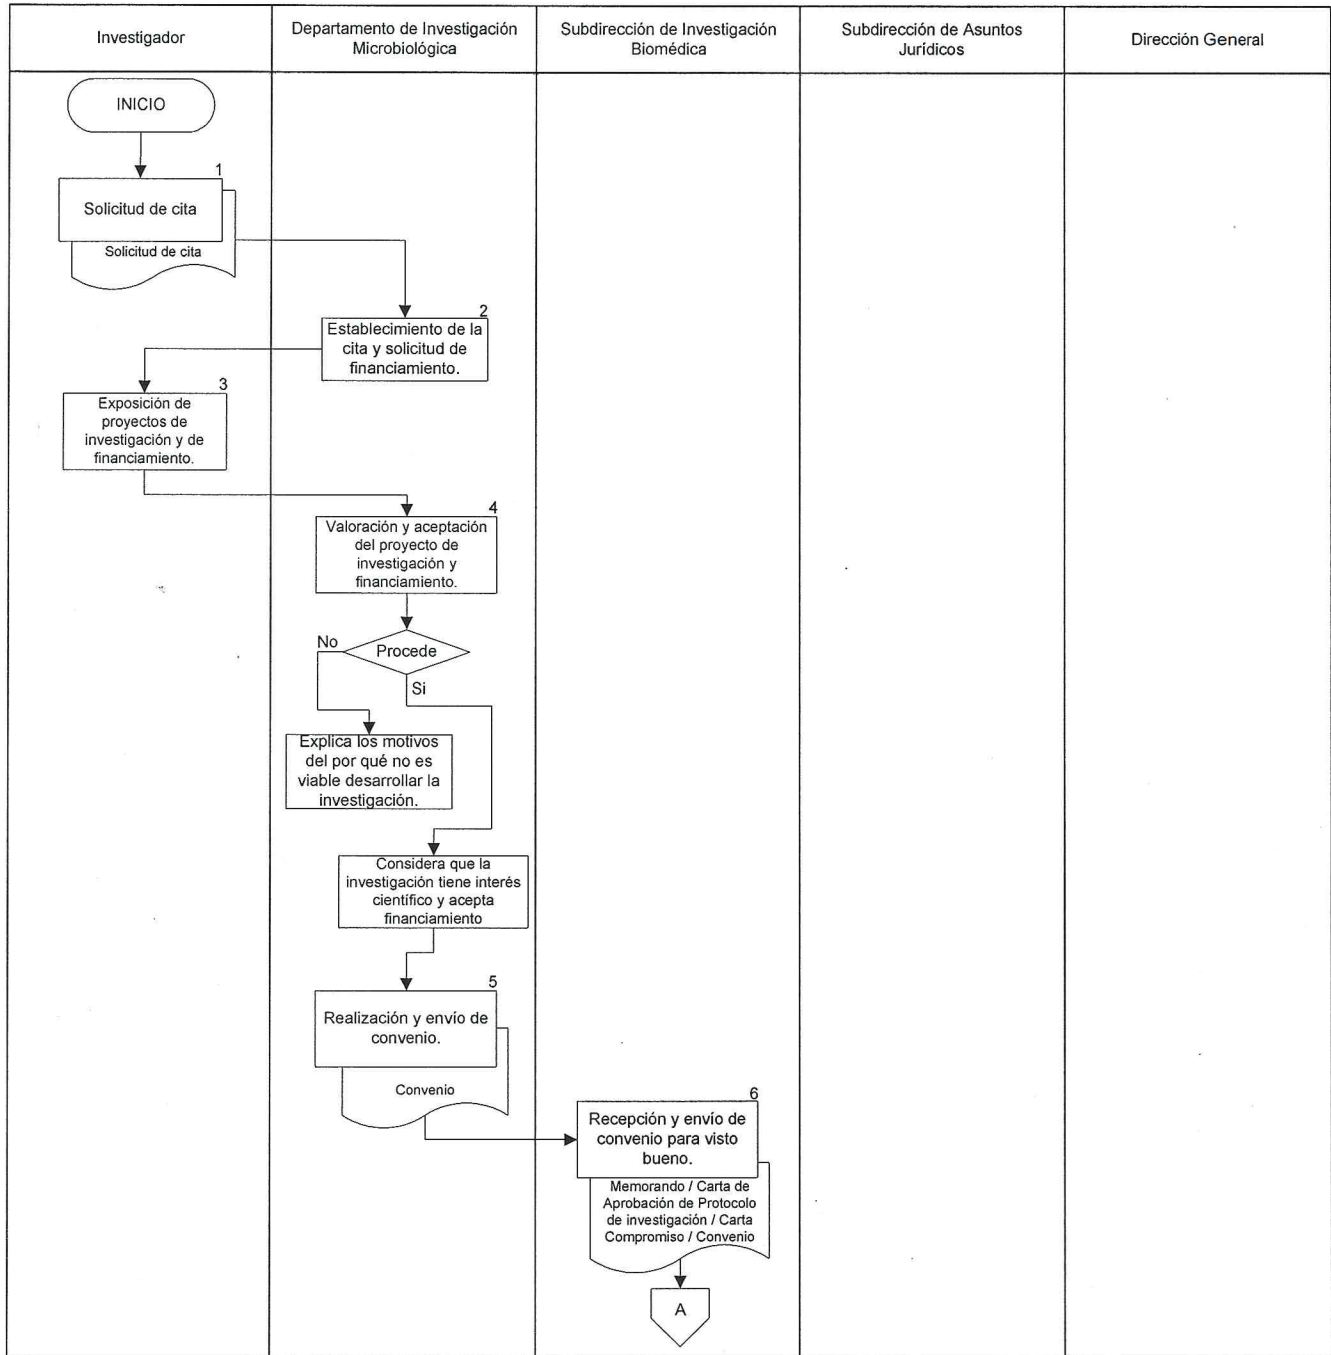 Investigador
Departamento de Investigación
Microbiológica
Subdirección de Investigación
Biomédica
Subdirección de Asuntos
Jurídicos
Dirección General
INICIO
1
Solicitud de cita
Solicitud de cita
2
Establecimiento de la
cita y solicitud de
financiamiento.
3
Exposición de
proyectos de
investigación y de
financiamiento.
4
Valoración y aceptación
del proyecto de
investigación y
financiamiento.
No
Procede
Si
Explica los motivos
del por qué no es
viable desarrollar la
investigación.
Considera que la
investigación tiene interés
científico y acepta
financiamiento
5
Realización y envío de
convenio.
Convenio
6
Recepción y envío de
convenio para visto
bueno.
Memorando / Carta de
Aprobación de Protocolo
de investigación / Carta
Compromiso / Convenio
A